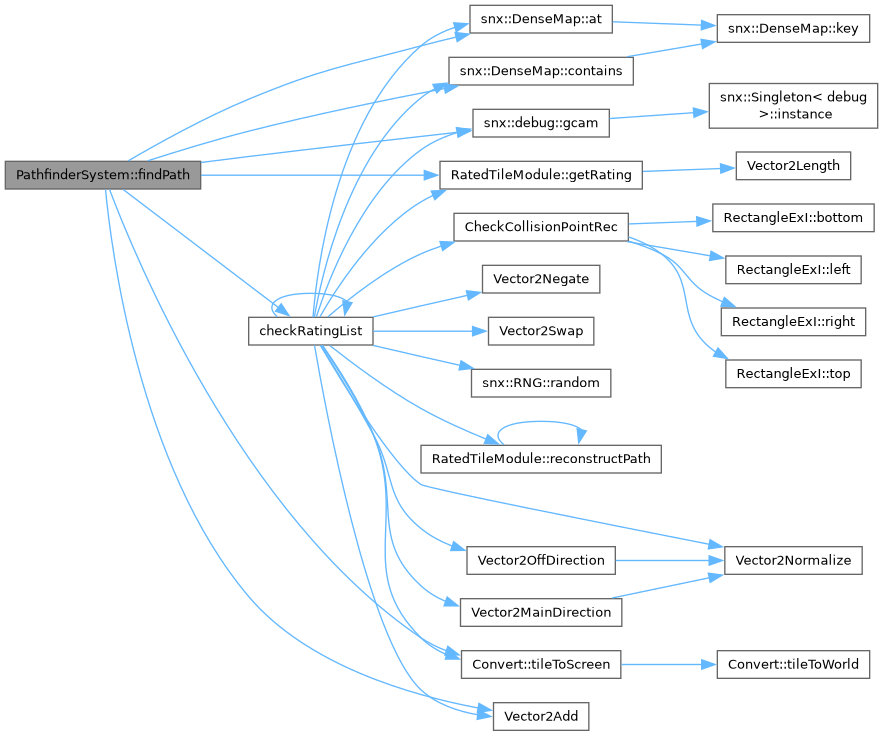 PathfinderSystem::findPath
checkRatingList
snx::DenseMap::at
snx::DenseMap::contains
snx::debug::gcam
RatedTileModule::getRating
CheckCollisionPointRec
Vector2Negate
Vector2Swap
snx::RNG::random
RatedTileModule::reconstructPath
Vector2OffDirection
Vector2MainDirection
Convert::tileToScreen
Vector2Add
snx::DenseMap::key
snx::Singleton< debug
>::instance
Vector2Length
RectangleExI::bottom
RectangleExI::left
RectangleExI::right
RectangleExI::top
Vector2Normalize
Convert::tileToWorld